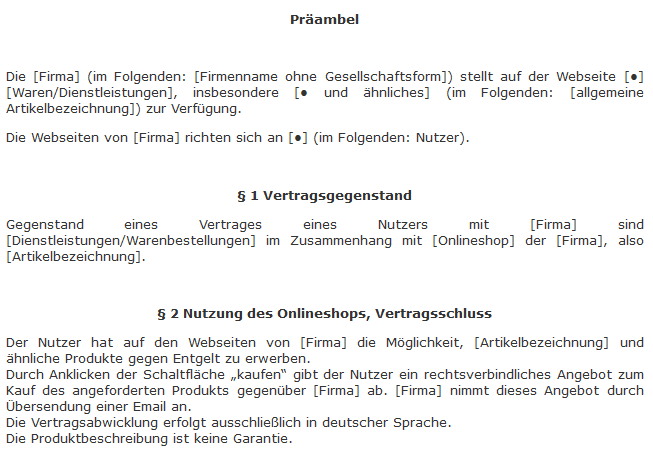 Präambel
Die [Firma] (im Folgenden: [Firmenname ohne Gesellschaftsform]) stellt auf der Webseite [●]
[Waren/Dienstleistungen], insbesondere [● und ähnliches] (im Folgenden: [allgemeine
Artikelbezeichnung]) zur Verfügung.
Die Webseiten von [Firma] richten sich an [●] (im Folgenden: Nutzer).
§ 1 Vertragsgegenstand
Gegenstand eines Vertrages eines Nutzers mit [Firma] sind
[Dienstleistungen/Warenbestellungen] im Zusammenhang mit [Onlineshop] der [Firma], also
[Artikelbezeichnung].
§ 2 Nutzung des Onlineshops, Vertragsschluss
Der Nutzer hat auf den Webseiten von [Firma] die Möglichkeit, [Artikelbezeichnung] und
ähnliche Produkte gegen Entgelt zu erwerben.
Durch Anklicken der Schaltfläche „kaufen“ gibt der Nutzer ein rechtsverbindliches Angebot zum
Kauf des angeforderten Produkts gegenüber [Firma] ab. [Firma] nimmt dieses Angebot durch
Übersendung einer Email an.
Die Vertragsabwicklung erfolgt ausschließlich in deutscher Sprache.
Die Produktbeschreibung ist keine Garantie.